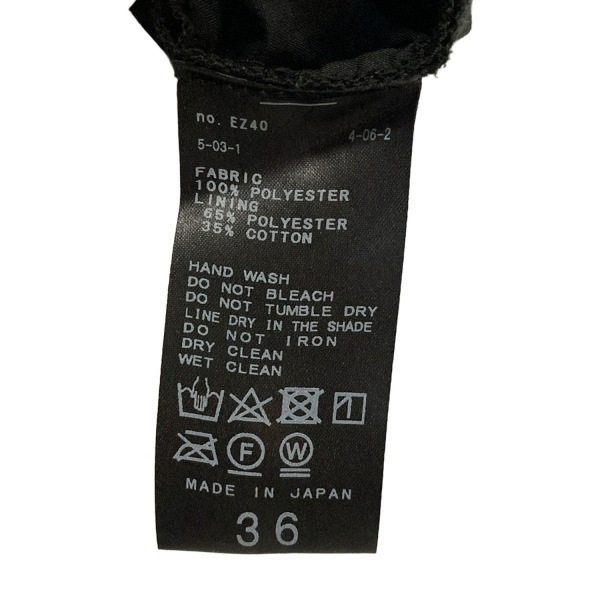 no. EZ40
5-03-1 4-06-2
FABRIC
100% POLYESTER
LINING
65% POLYESTER
35% COTTON
HAND WASH
DO NOT BLEACH
DO NOT TUMBLE DRY
LINE DRY IN THE SHADE
DO NOT IRON
DRY CLEAN
WET CLEAN
F W
MADE IN JAPAN
36